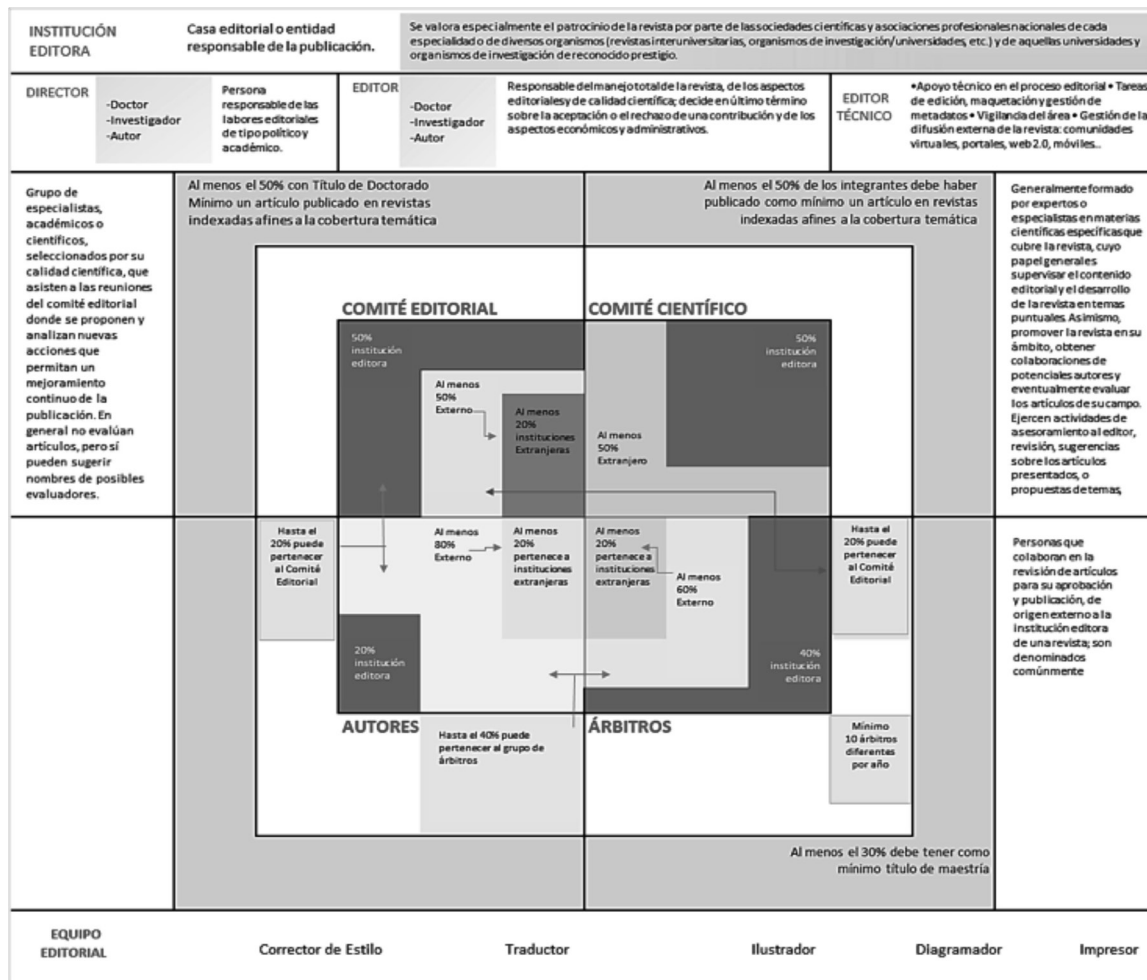 INSTITUCIÓN
EDITORA
Casa editorial o entidad
responsable de la publicación.
Se valora especialmente el patrocinio de la revista por parte de las sociedades científicas y asociaciones profesionales nacionales de cada
especialidad o de diversos organismos (revistas interuniversitarias, organismos de investigación/universidades, etc.) y de aquellas universidades y
organismos de investigación de reconocido prestigio.
DIRECTOR
-Doctor
-Investigador
-Autor
Persona
responsable de las
labores editoriales
de tipo político y
académico.
EDITOR
-Doctor
-Investigador
-Autor
Responsable del manejo total de la revista, de los aspectos
editoriales y de calidad científica; decide en último término
sobre la aceptación o el rechazo de una contribución y de los
aspectos económicos y administrativos.
EDITOR
TÉCNICO
•Apoyo técnico en el proceso editorial • Tareas
de edición, maquetación y gestión de
metadatos • Vigilancia del área • Gestión de la
difusión externa de la revista: comunidades
virtuales, portales, web 2.0, móviles..
Grupo de
especialistas,
académicos o
científicos,
seleccionados por su
calidad científica, que
asisten a las reuniones
del comité editorial
donde se proponen y
analizan nuevas
acciones que
permitan un
mejoramiento
continuo de la
publicación. En
general no evalúan
artículos, pero sí
pueden sugerir
nombres de posibles
evaluadores.
Al menos el 50% con Título de Doctorado
Mínimo un artículo publicado en revistas
indexadas afines a la cobertura temática
Al menos el 50% de los integrantes debe haber
publicado como mínimo un artículo en revistas
indexadas afines a la cobertura temática
Generalmente formado
por expertos o
especialistas en materias
científicas específicas que
cubre la revista, cuyo
papel general es
supervisar el contenido
editorial y el desarrollo
de la revista en temas
puntuales. Asimismo,
promover la revista en su
ámbito, obtener
colaboraciones de
potenciales autores y
eventualmente evaluar
los artículos de su campo.
Ejercen actividades de
asesoramiento al editor,
revisión, sugerencias
sobre los artículos
presentados, o
propuestas de temas,
COMITÉ EDITORIAL
COMITÉ CIENTÍFICO
50%
institución
editora
Al menos
50%
Externo
Al menos
20%
instituciones
Extranjeras
Al menos
50%
Extranjero
50%
institución
editora
Hasta el
20% puede
pertenecer
al Comité
Editorial
Al menos
80%
Externo
Al menos
20%
pertenece a
instituciones
extranjeras
Al menos
20%
pertenece a
instituciones
extranjeras
Al menos
60%
Externo
Hasta el
20% puede
pertenecer
al Comité
Editorial
Personas que
colaboran en la
revisión de artículos
para su aprobación
y publicación, de
origen externo a la
institución editora
de una revista; son
denominados
comúnmente
20%
institución
editora
40%
institución
editora
AUTORES
ÁRBITROS
Hasta el 40% puede
pertenecer al grupo de
árbitros
Mínimo
10 árbitros
diferentes
por año
Al menos el 30% debe tener como
mínimo título de maestría
EQUIPO
EDITORIAL
Corrector de Estilo
Traductor
Ilustrador
Diagramador
Impresor